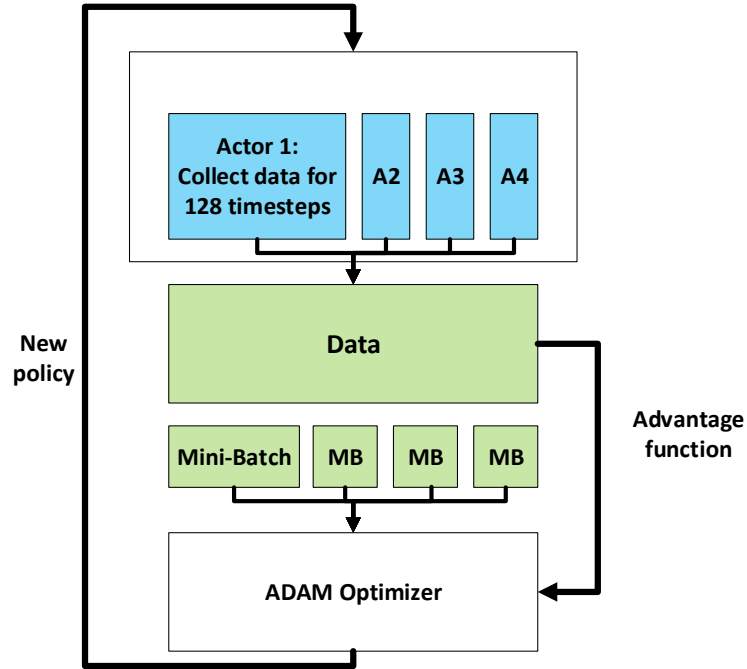 Actor 1:
Collect data for
128 timesteps
A2
A3
A4
Data
New
policy
Advantage
function
Mini-Batch
MB
MB
MB
ADAM Optimizer